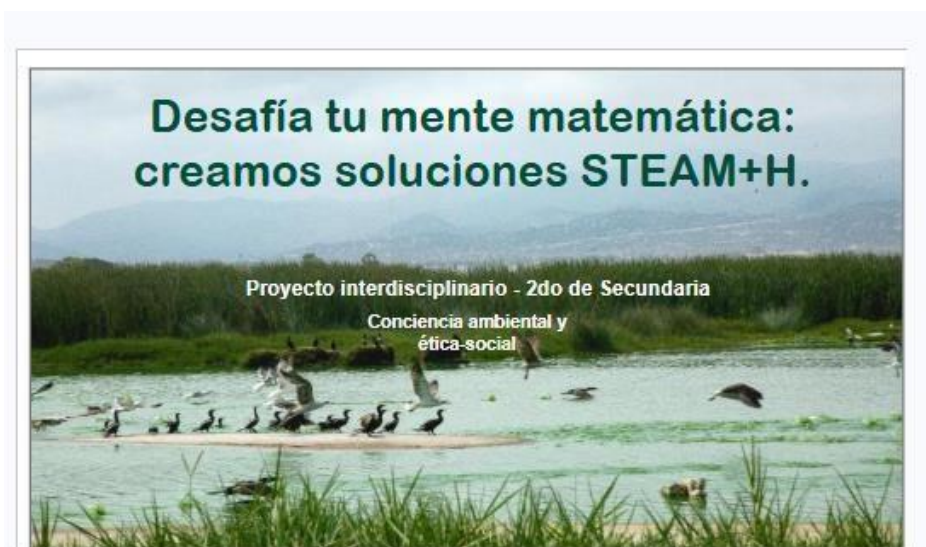 Desafía tu mente matemática:
creamos soluciones STEAM+H.
Proyecto interdisciplinario - 2do de Secundaria
Conciencia ambiental y
ética-social